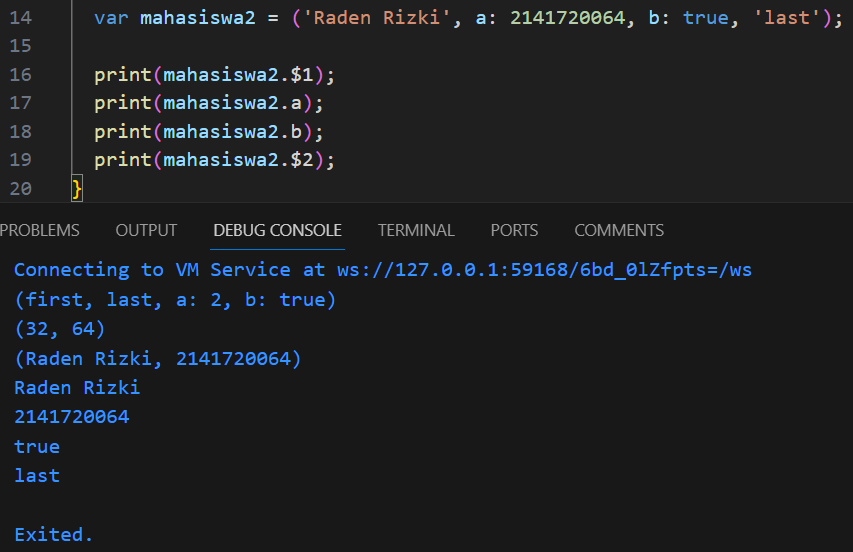 14 var mahasiswa2 = ('Raden Rizki', a: 2141720064, b: true, 'last');
15
16 print(mahasiswa2.$1);
17 print(mahasiswa2.a);
18 print(mahasiswa2.b);
19 print(mahasiswa2.$2);
20 }
PROBLEMS OUTPUT DEBUG CONSOLE TERMINAL PORTS COMMENTS
Connecting to VM Service at ws://127.0.0.1:59168/6bd_0lZfpts=/ws
(first, last, a: 2, b: true)
(32, 64)
(Raden Rizki, 2141720064)
Raden Rizki
2141720064
true
last
Exited.